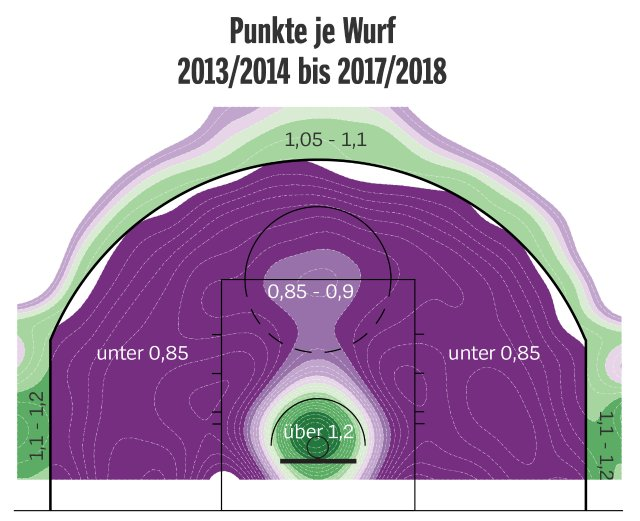 Punkte je Wurf
2013/2014 bis 2017/2018
1,05 - 1,1
0,85 - 0,9
unter 0,85
unter 0,85
1,1 - 1,2
über 1,2
1,1 - 1,2